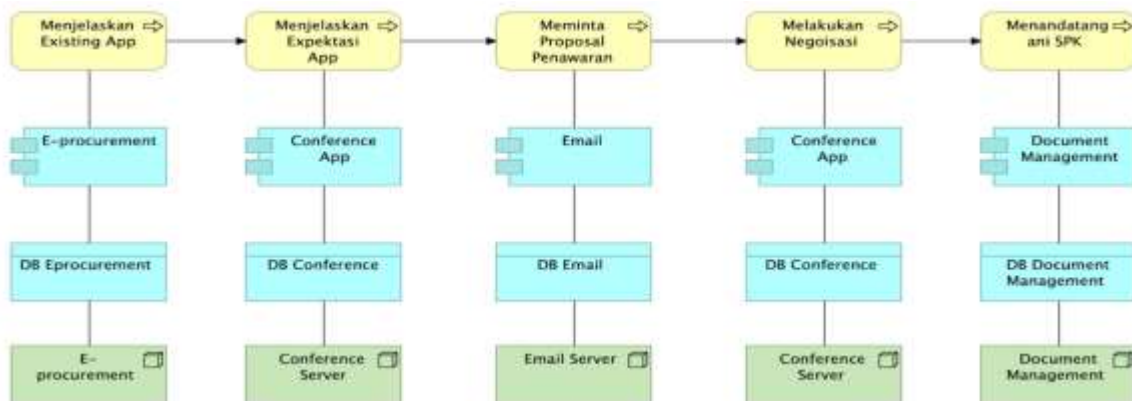 Menjelaskan
Existing App
Menjelaskan
Expektasi
App
Meminta
Proposal
Penawaran
Melakukan
Negoisasi
Menandatang
ani SPK
E-procurement
Conference
App
Email
Conference
App
Document
Management
DB Eprocurement
DB Conference
DB Email
DB Conference
DB Document
Management
E-
procurement
Conference
Server
Email Server
Conference
Server
Document
Management